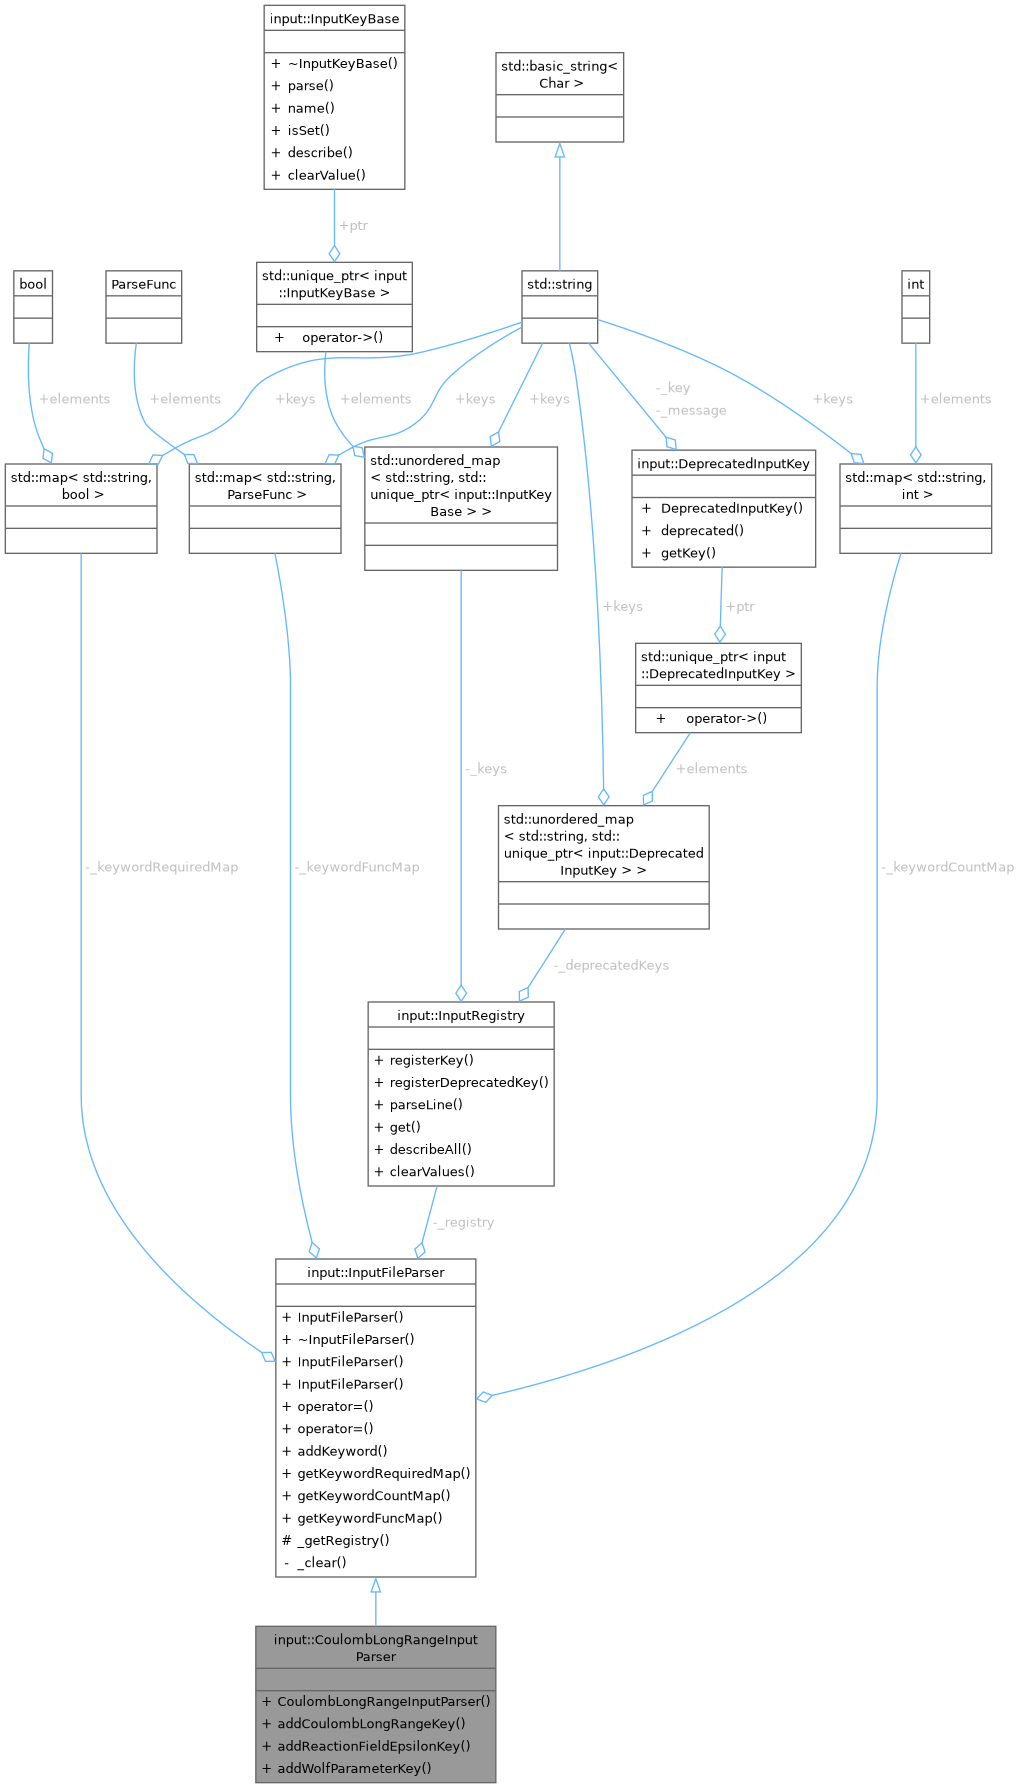 input::InputKeyBase
+ ~InputKeyBase()
+ parse()
+ name()
+ isSet()
+ describe()
+ clearValue()
std::basic_string<
Char >
+ptr
bool
ParseFunc
std::unique_ptr< input
::InputKeyBase >
+ operator->()
std::string
int
+elements
+elements
+keys
+elements
+keys
+keys
-_key
-_message
+keys
+elements
std::map< std::string,
bool >
std::map< std::string,
ParseFunc >
std::unordered_map
< std::string, std::
unique_ptr< input::InputKey
Base > >
input::DeprecatedInputKey
+ DeprecatedInputKey()
+ deprecated()
+ getKey()
std::map< std::string,
int >
+keys
+ptr
std::unique_ptr< input
::DeprecatedInputKey >
+ operator->()
-_keys
+elements
std::unordered_map
< std::string, std::
unique_ptr< input::Deprecated
InputKey > >
-_keywordRequiredMap
-_keywordFuncMap
-_keywordCountMap
-_deprecatedKeys
input::InputRegistry
+ registerKey()
+ registerDeprecatedKey()
+ parseLine()
+ get()
+ describeAll()
+ clearValues()
-_registry
input::InputFileParser
+ InputFileParser()
+ ~InputFileParser()
+ InputFileParser()
+ InputFileParser()
+ operator=()
+ operator=()
+ addKeyword()
+ getKeywordRequiredMap()
+ getKeywordCountMap()
+ getKeywordFuncMap()
# _getRegistry()
- _clear()
input::CoulombLongRangeInput
Parser
+ CoulombLongRangeInputParser()
+ addCoulombLongRangeKey()
+ addReactionFieldEpsilonKey()
+ addWolfParameterKey()